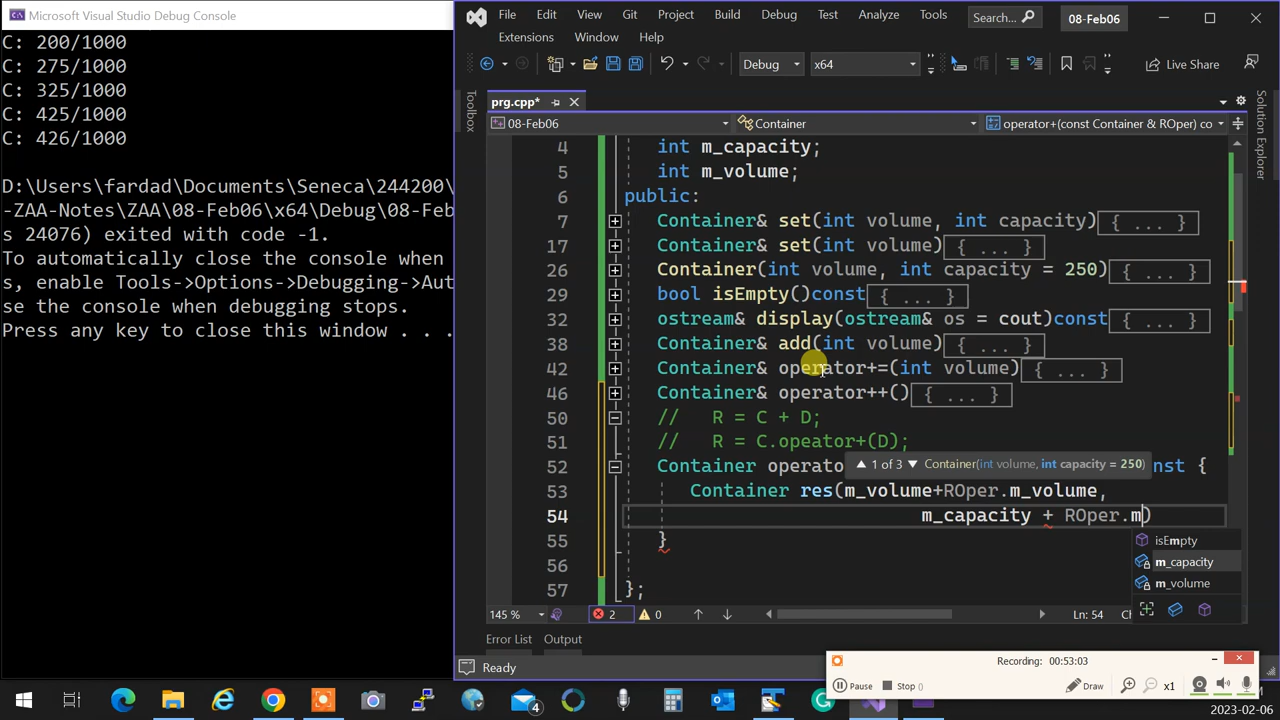 Microsoft Visual Studio Debug Console
C: 200/1000
C: 275/1000
C: 325/1000
C: 425/1000
C: 426/1000
D:\Users\fardad\Documents\Seneca\244200\
-ZAA-Notes\ZAA\08-Feb06\x64\Debug\08-Feb
s 24076) exited with code -1.
To automatically close the console when
s, enable Tools->Options->Debugging->Aut
se the console when debugging stops.
Press any key to close this window . . .
File Edit View Git Project Build Debug Test Analyze Tools Search... 08-Feb06
Extensions Window Help
Debug x64 Live Share
Toolbox
prg.cpp*
08-Feb06 Container operator+(const Container & ROper) co
Solution Explorer
4 int m_capacity;
5 int m_volume;
6 public:
7 Container& set(int volume, int capacity) { ... }
17 Container& set(int volume) { ... }
26 Container(int volume, int capacity = 250) { ... }
29 bool isEmpty()const { ... }
32 ostream& display(ostream& os = cout)const { ... }
38 Container& add(int volume) { ... }
42 Container& operator+=(int volume) { ... }
46 Container& operator++() { ... }
50 // R = C + D;
51 // R = C.opeator+(D);
▲ 1 of 3 ▼ Container(int volume, int capacity = 250)
52 Container operato nst {
53 Container res(m_volume+ROper.m_volume,
54 m_capacity + ROper.m)
55 }
56
57 };
isEmpty
m_capacity
m_volume
145 % 2 0 Ln: 54 Ch
Error List Output
Ready
Recording: 00:53:03
Pause Stop () Draw x1
4
2023-02-06